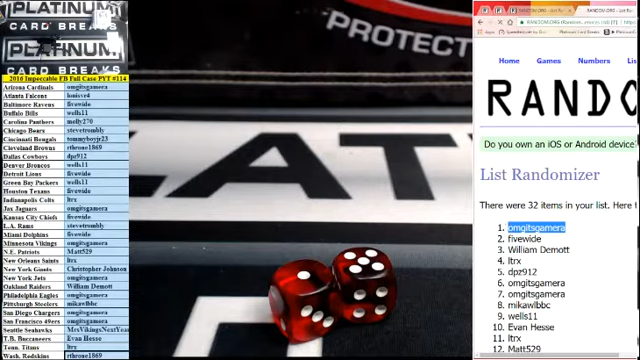 PLATINUM
CARD BREAKS
PLATINUM
CARD BREAKS
2016 Impeccable FB Full Case PYT #114
Arizona Cardinals omgitsgamera
Atlanta Falcons
Baltimore Ravens fivewide
Buffalo Bills wells11
Carolina Panthers melly270
Chicago Bears stevetrombly
Cincinnati Bengals tommyboyjr23
Cleveland Browns rthrone1869
Dallas Cowboys dpz912
Denver Broncos wells11
Detroit Lions fivewide
Green Bay Packers wells11
Houston Texans fivewide
Indianapolis Colts ltrx
Jax Jaguars omgitsgamera
Kansas City Chiefs fivewide
L.A. Rams stevetrombly
Miami Dolphins fivewide
Minnesota Vikings omgitsgamera
N.E. Patriots Matt529
New Orleans Saints ltrx
New York Giants Christopher Johnson
New York Jets omgitsgamera
Oakland Raiders William Demott
Philadelphia Eagles omgitsgamera
Pittsburgh Steelers mikawlbbc
San Diego Chargers omgitsgamera
San Francisco 49ers omgitsgamera
Seattle Seahawks MrsVikingsNextYear
T.B. Buccaneers Evan Hesse
Tenn. Titans ltrx
Wash. Redskins rthrone1869
PROTECT
LAT
Home Games Numbers Lis
RANDO
Do you own an iOS or Android device
List Randomizer
There were 32 items in your list. Here t
1. omgitsgamera
2. fivewide
3. William Demott
4. ltrx
5. dpz912
6. omgitsgamera
7. omgitsgamera
8. mikawlbbc
9. wells11
10. Evan Hesse
11. ltrx
12. Matt529